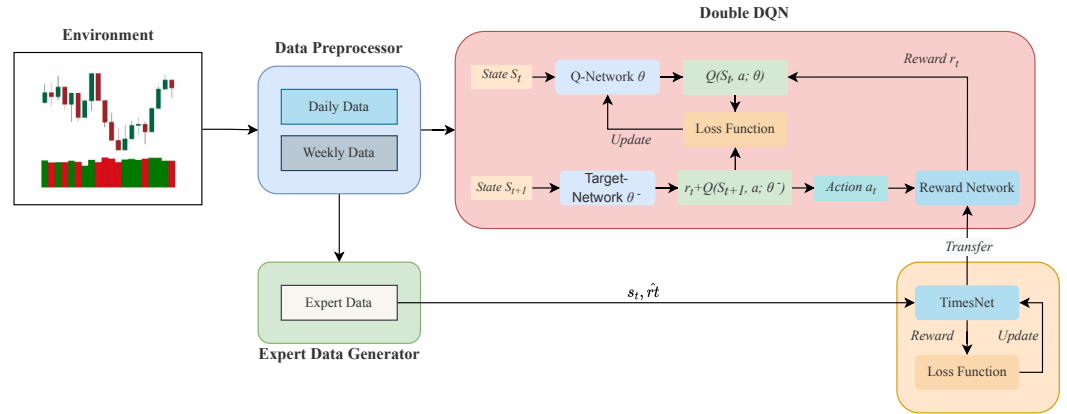 Double DQN
Environment
Data Preprocessor
Daily Data
Weekly Data
State S_t
Q-Network θ
Q(S_t, a; θ)
Reward r_t
Loss Function
Update
State S_{t+1}
Target-
Network θ⁻
r_t+Q(S_{t+1}, a; θ⁻)
Action a_t
Reward Network
Transfer
Expert Data
s_t, r̂t
TimesNet
Reward
Update
Expert Data Generator
Loss Function